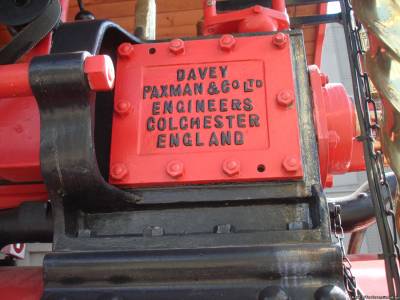 DAVEY
PAXMAN & Co LTD
ENGINEERS
COLCHESTER
ENGLAND